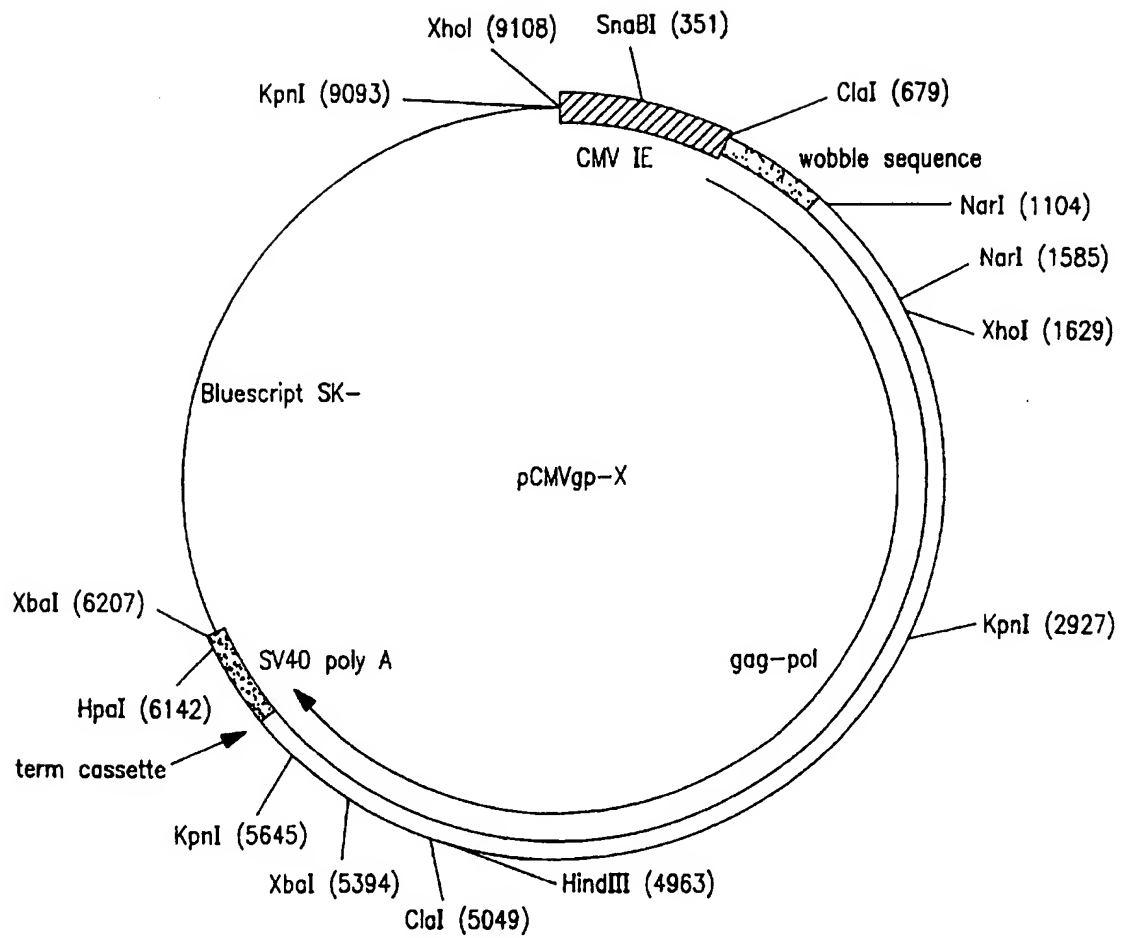 XhoI (9108)
SnaBI (351)
KpnI (9093)
ClaI (679)
CMV IE
wobble sequence
NarI (1104)
NarI (1585)
XhoI (1629)
Bluescript SK-
pCMVgp-X
XbaI (6207)
KpnI (2927)
SV40 poly A
gag-pol
HpaI (6142)
term cassette
KpnI (5645)
XbaI (5394)
HindIII (4963)
ClaI (5049)